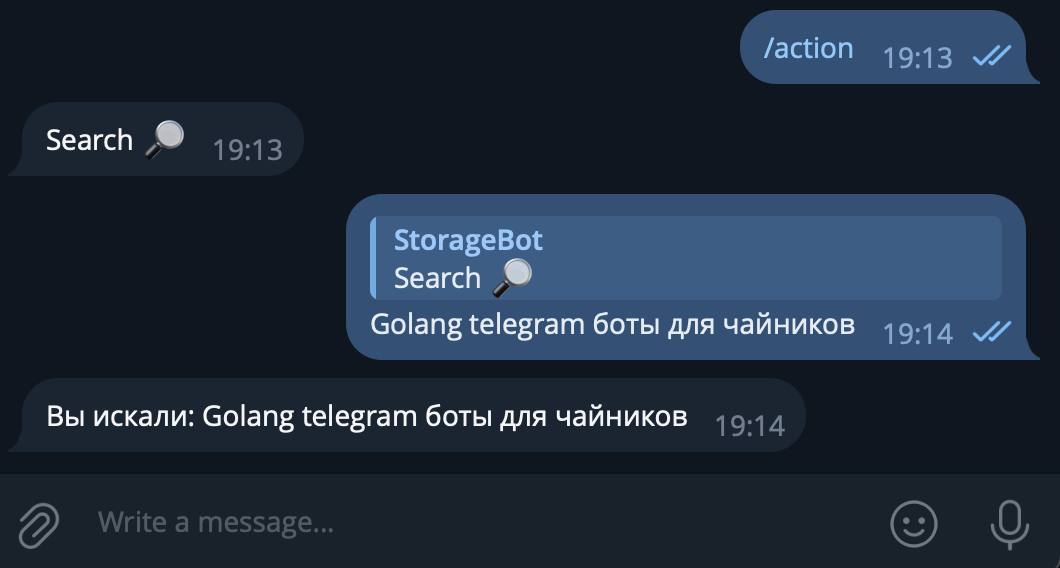 /action 19:13
Search 🔎 19:13
StorageBot
Search 🔎
Golang telegram боты для чайников 19:14
Вы искали: Golang telegram боты для чайников 19:14
Write a message...